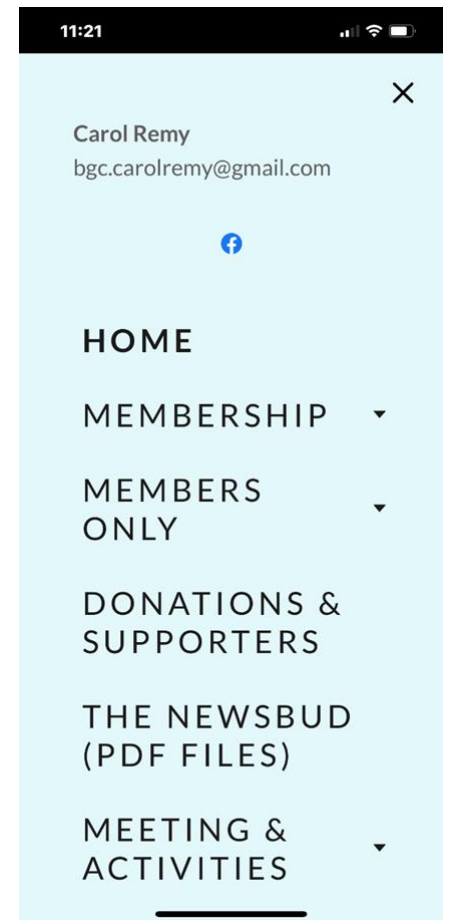 11:21
Carol Remy
bgc.carolremy@gmail.com
HOME
MEMBERSHIP
MEMBERS
ONLY
DONATIONS &
SUPPORTERS
THE NEWSBUD
(PDF FILES)
MEETING &
ACTIVITIES